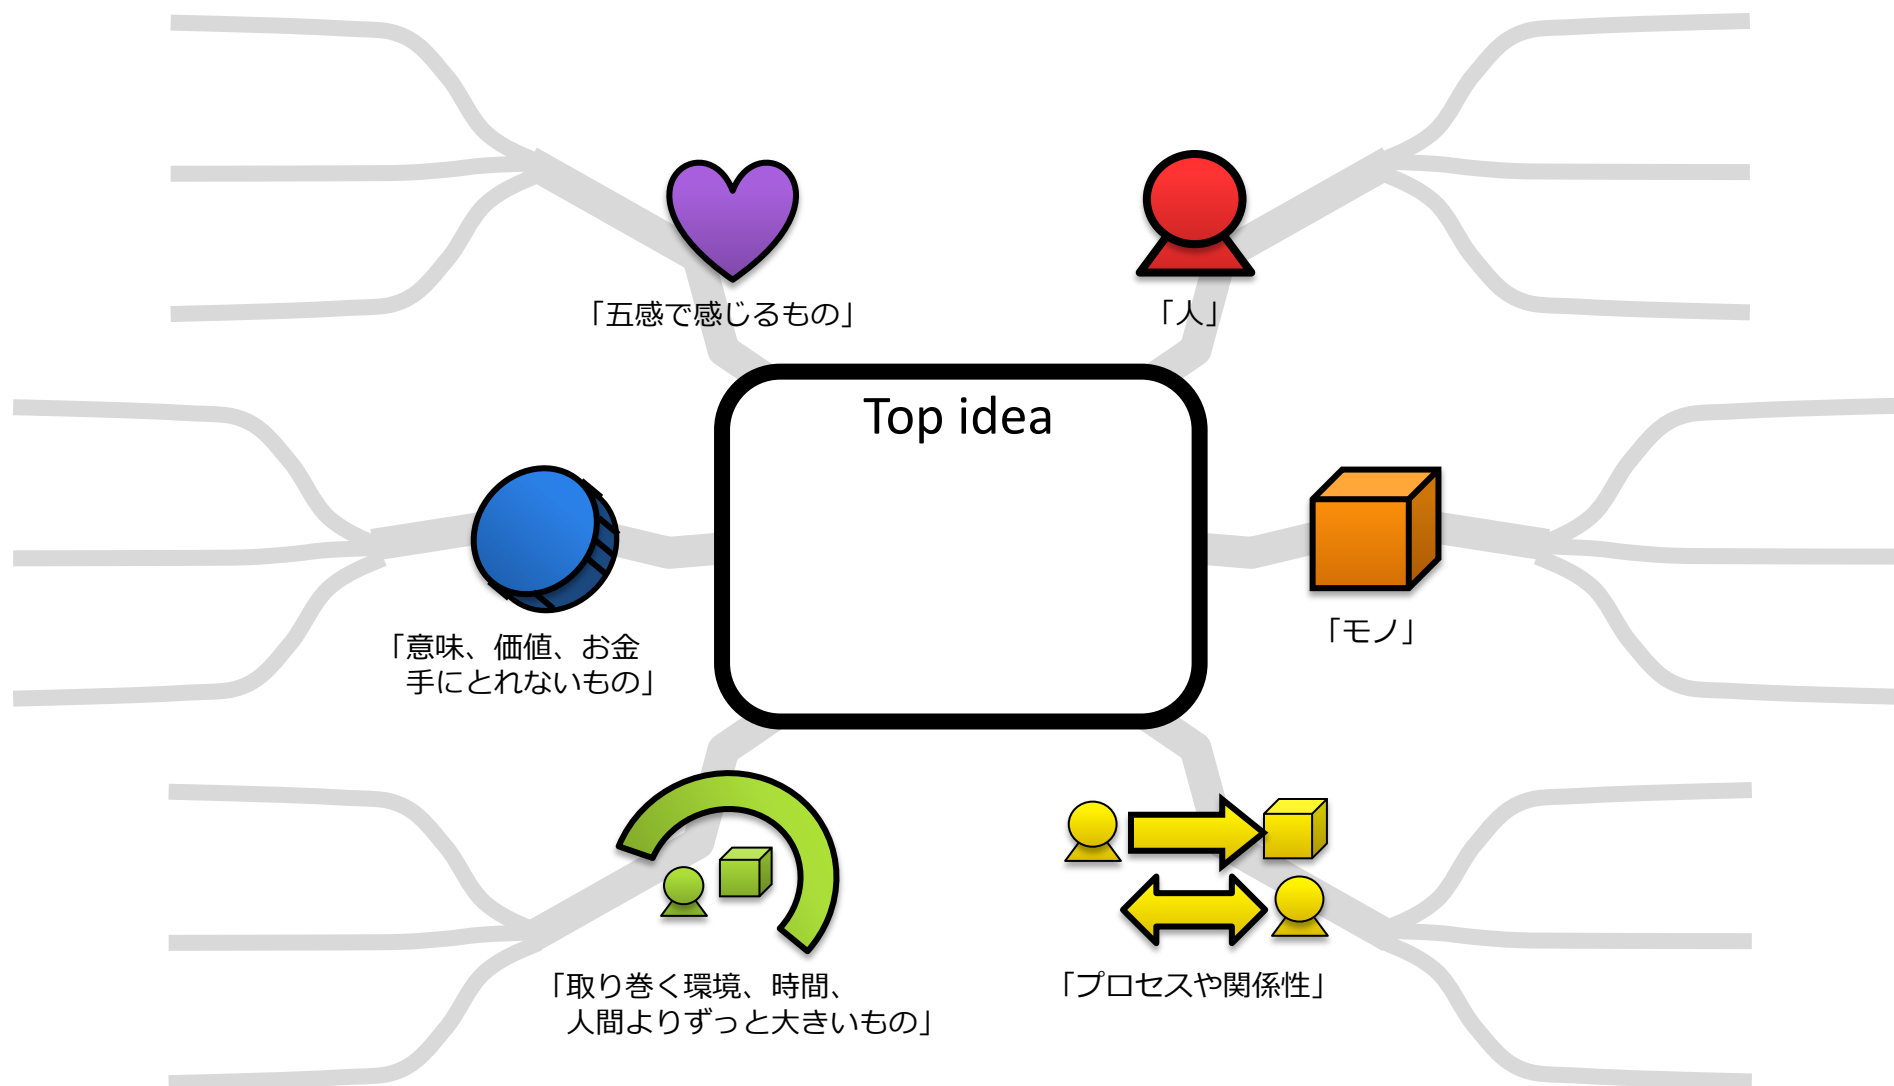 「五感で感じるもの」
「人」
Top idea
「意味、価値、お金
手にとれないもの」
「モノ」
「取り巻く環境、時間、
人間よりずっと大きいもの」
「プロセスや関係性」